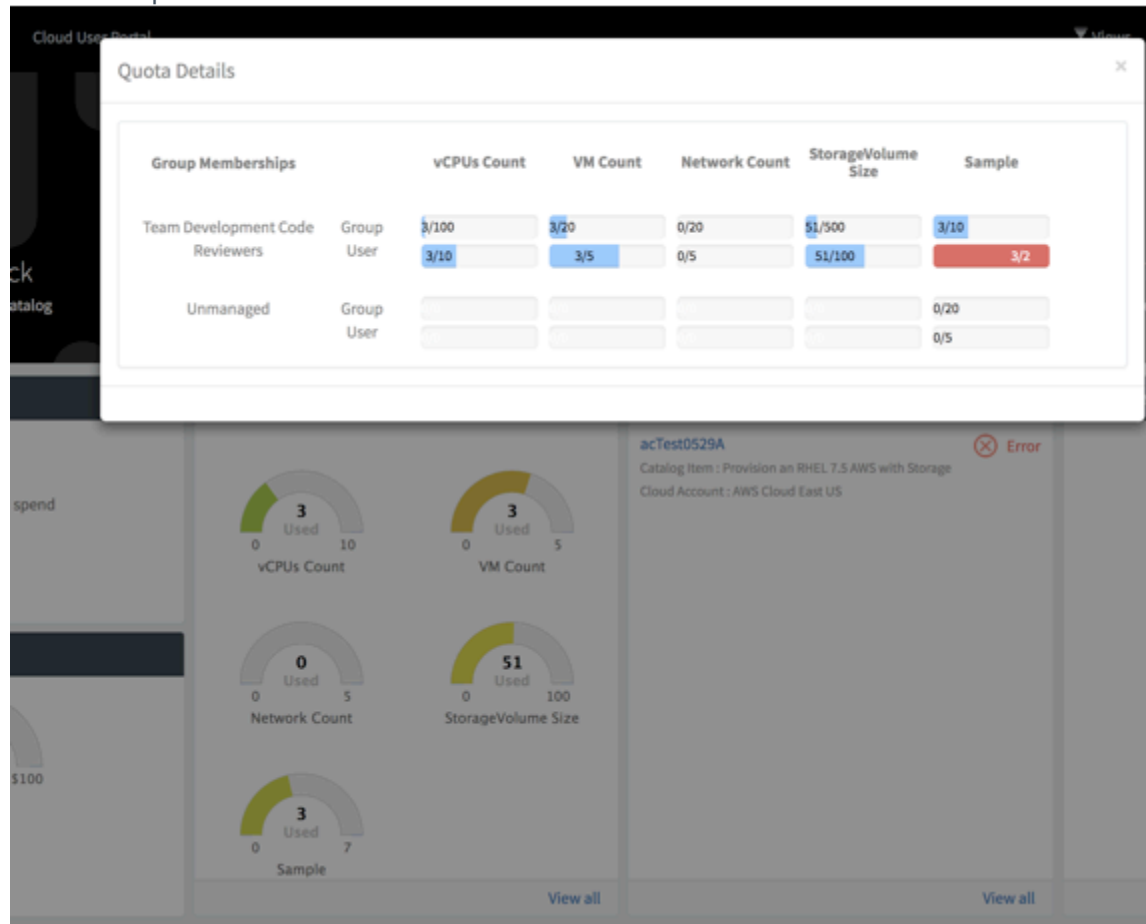 Cloud User Portal
Views
Quota Details
×
Group Memberships vCPUs Count VM Count Network Count StorageVolume Size Sample
Team Development Code Reviewers
Group 3/100 3/20 0/20 51/500 3/10
User 3/10 3/5 0/5 51/100 3/2
Unmanaged
Group 0/20
User 0/5
ck
atalog
spend
$100
3
Used
0 10
vCPUs Count
3
Used
0 5
VM Count
0
Used
0 5
Network Count
51
Used
0 100
StorageVolume Size
3
Used
0 7
Sample
View all
acTest0529A
Error
Catalog Item : Provision an RHEL 7.5 AWS with Storage
Cloud Account : AWS Cloud East US
View all